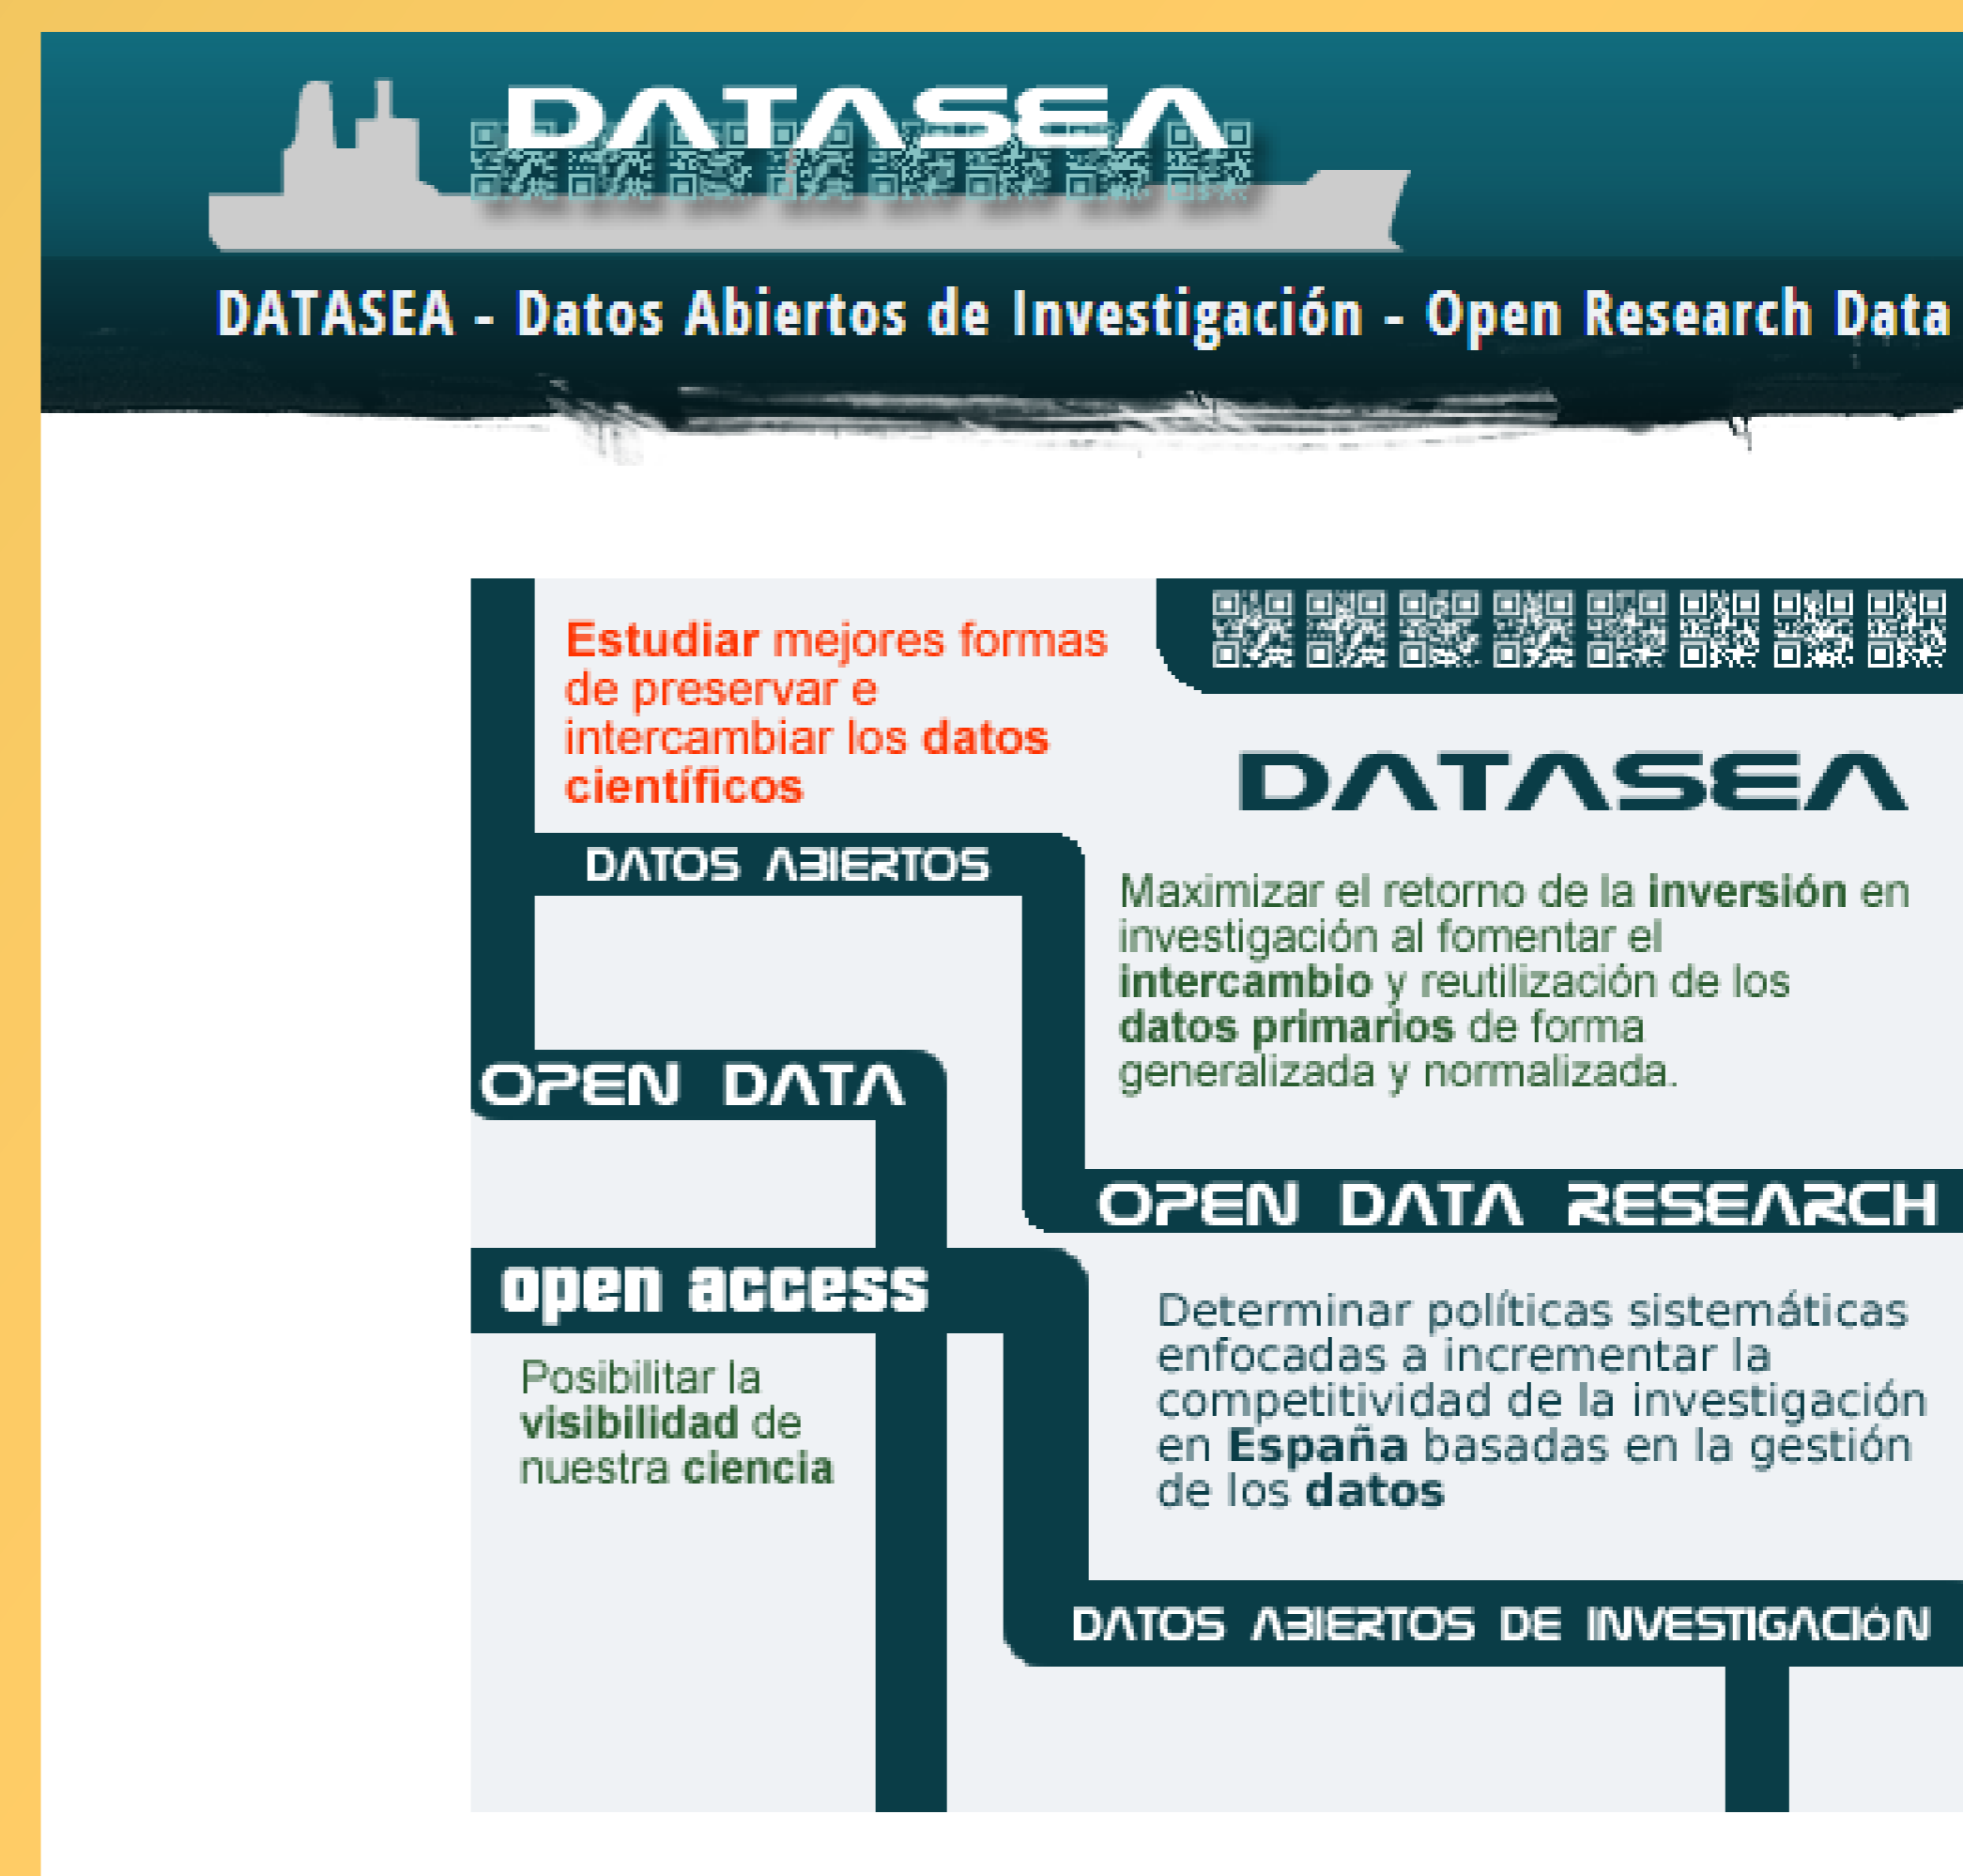 DATASEA
DATASEA - Datos Abiertos de Investigación - Open Research Data
Estudiar mejores formas
de preservar e
intercambiar los datos
científicos
DATASEA
DATOS ABIERTOS
Maximizar el retorno de la inversión en
investigación al fomentar el
intercambio y reutilización de los
datos primarios de forma
generalizada y normalizada.
OPEN DATA
OPEN DATA RESEARCH
open access
Posibilitar la
visibilidad de
nuestra ciencia
Determinar políticas sistemáticas
enfocadas a incrementar la
competitividad de la investigación
en España basadas en la gestión
de los datos
DATOS ABIERTOS DE INVESTIGACIÓN